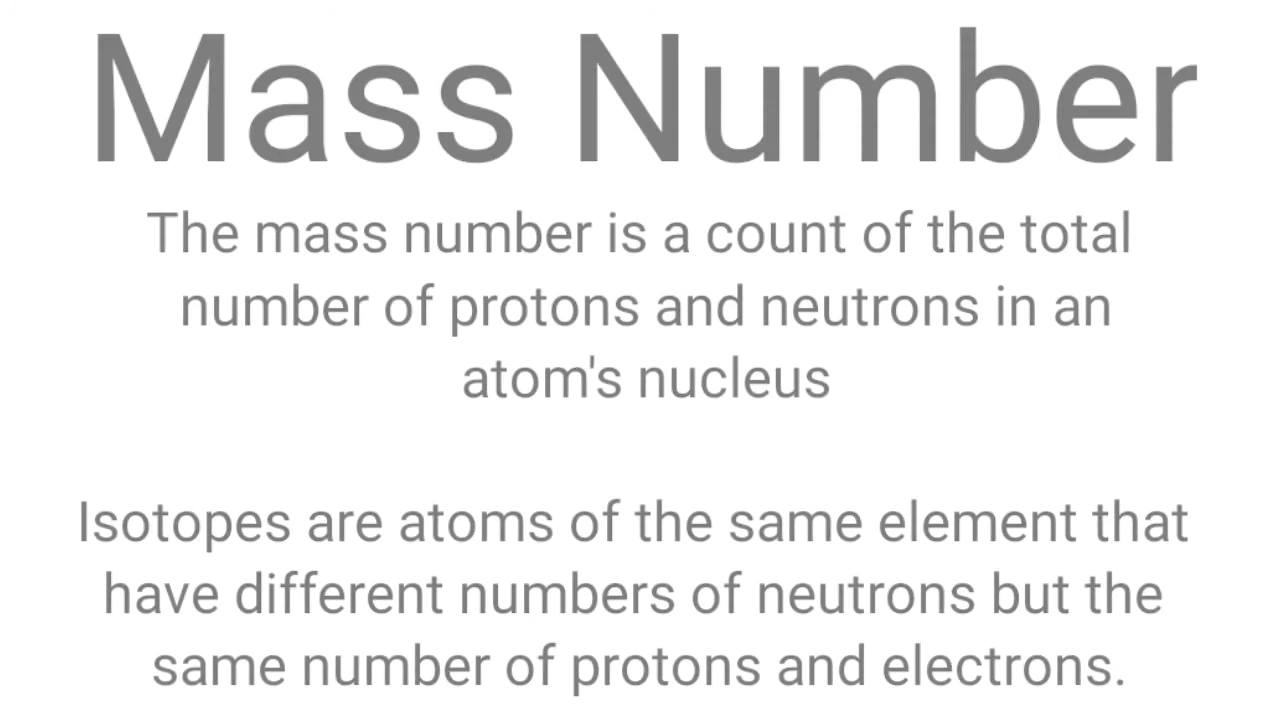 Mass Number
The mass number is a count of the total
number of protons and neutrons in an
atom's nucleus
Isotopes are atoms of the same element that
have different numbers of neutrons but the
same number of protons and electrons.